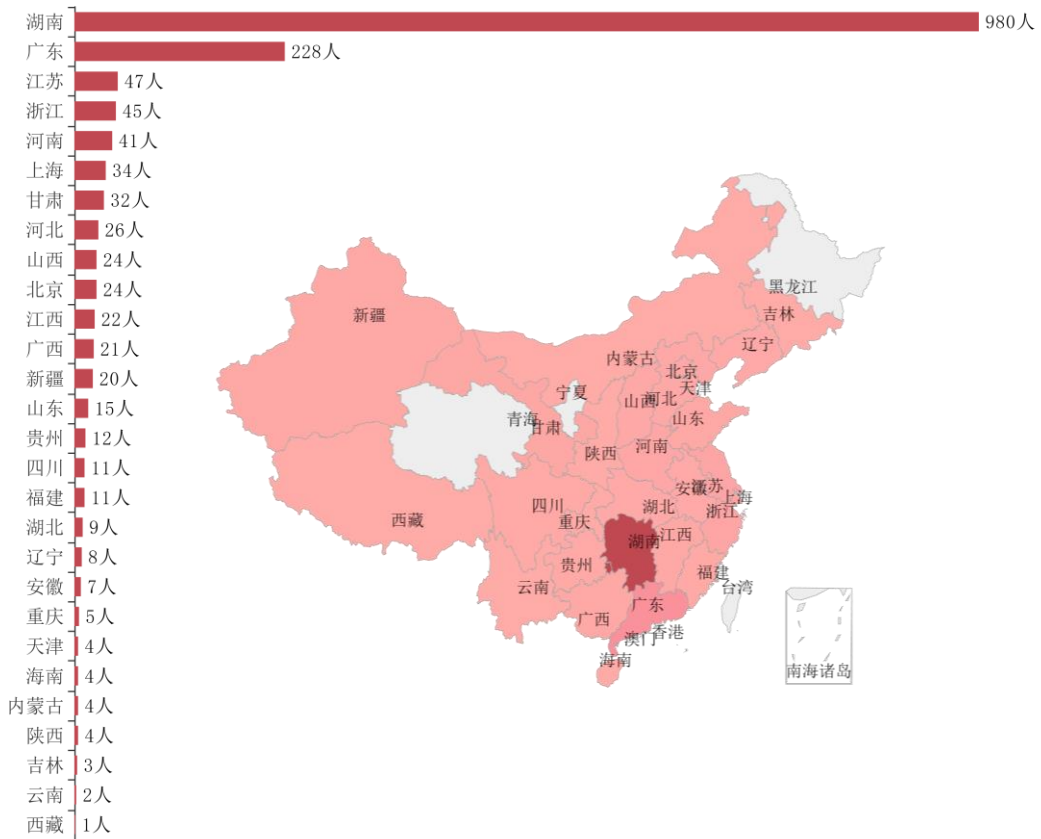 湖南 980人
广东 228人
江苏 47人
浙江 45人
河南 41人
上海 34人
甘肃 32人
河北 26人
山西 24人
北京 24人
江西 22人
广西 21人
新疆 20人
山东 15人
贵州 12人
四川 11人
福建 11人
湖北 9人
辽宁 8人
安徽 7人
重庆 5人
天津 4人
海南 4人
内蒙古 4人
陕西 4人
吉林 3人
云南 2人
西藏 1人
黑龙江
吉林
新疆
辽宁
内蒙古
北京
天津
宁夏
山西
河北
青海
甘肃
山东
河南
陕西
安徽
江苏
上海
四川
湖北
浙江
西藏
重庆
湖南
江西
贵州
福建
云南
台湾
广东
广西
香港
澳门
海南
南海诸岛